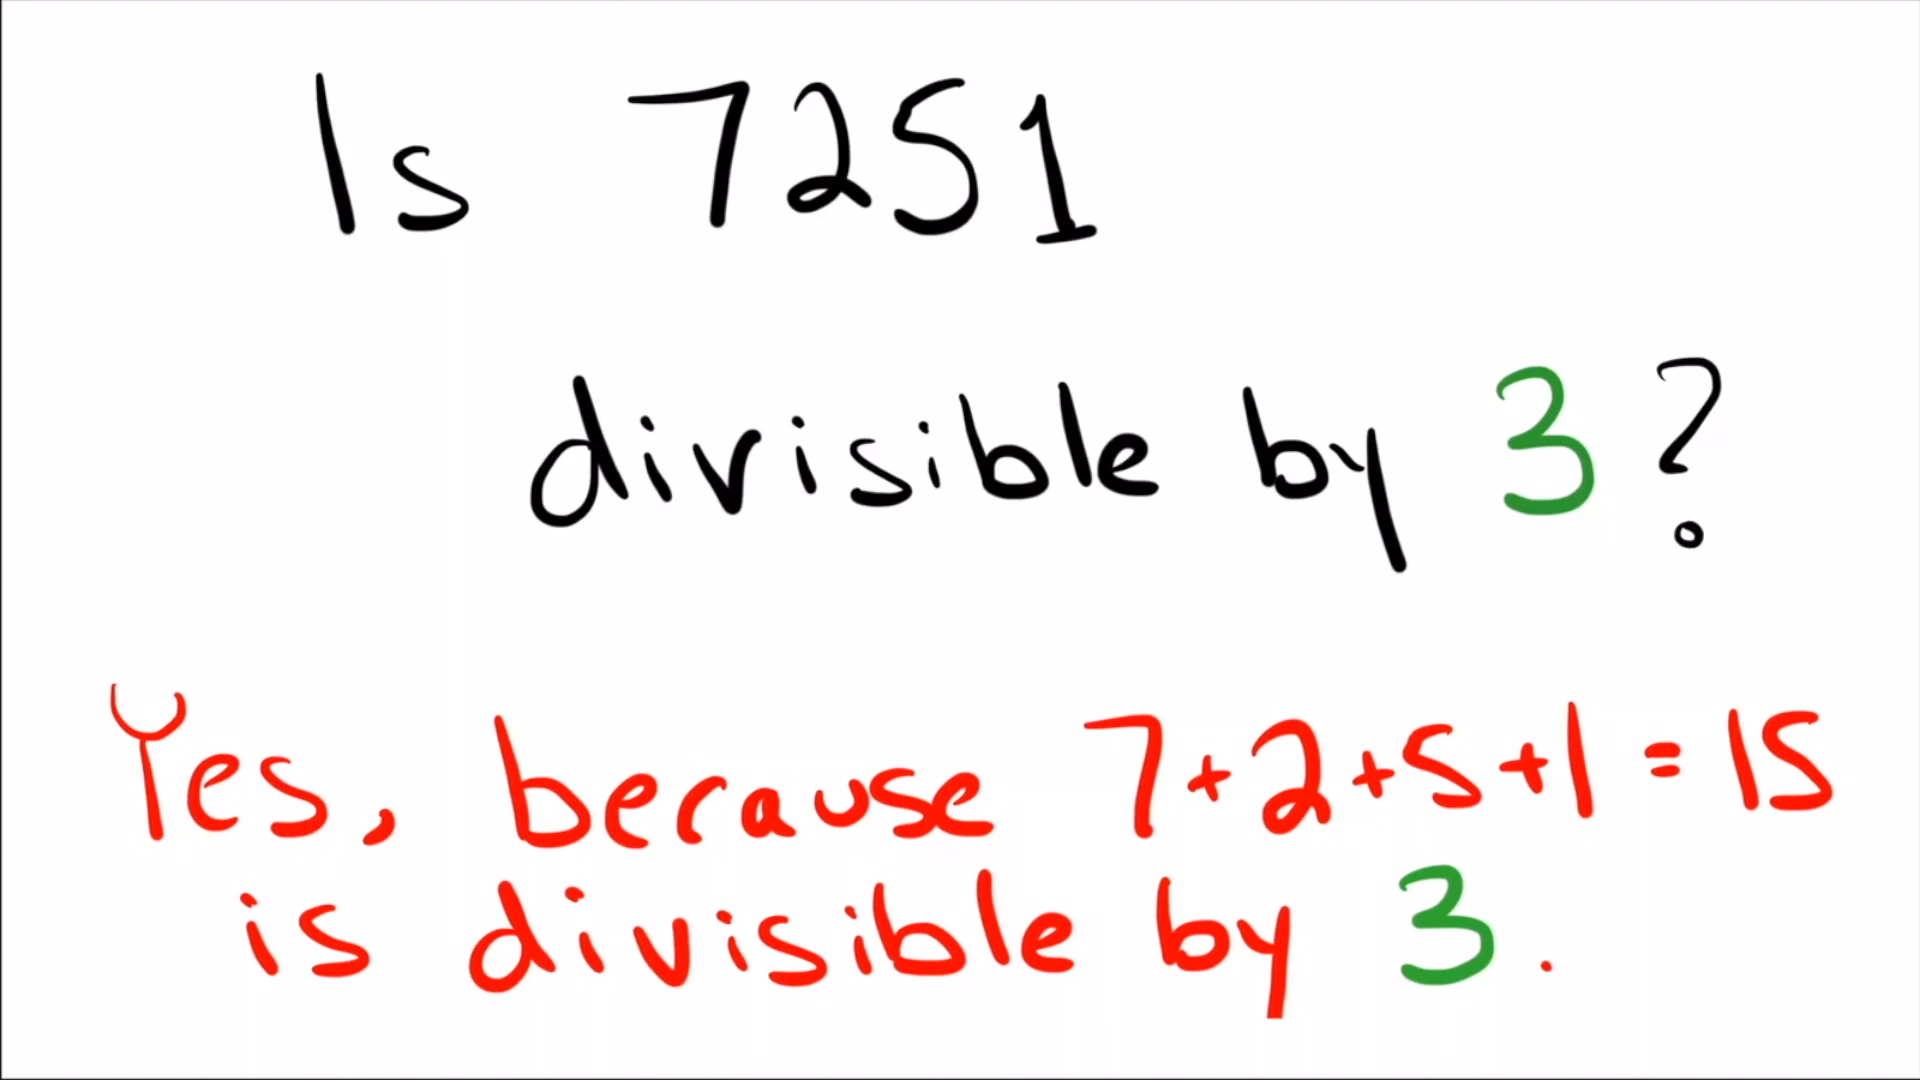 Is 7251
divisible by 3?
Yes, because 7+2+5+1=15
is divisible by 3.